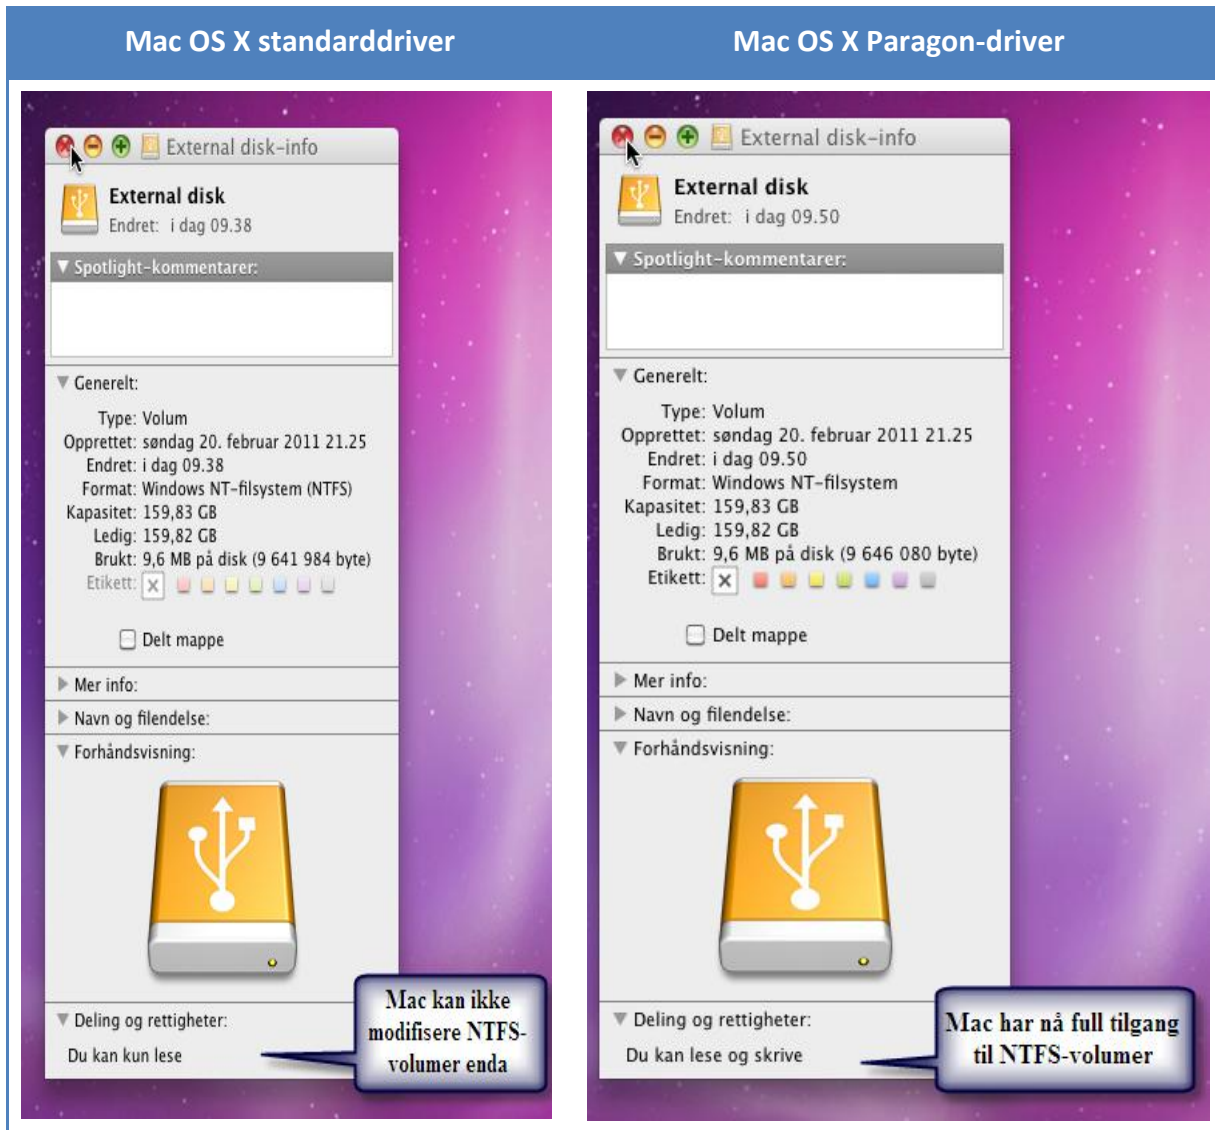 Mac OS X standarddriver
Mac OS X Paragon-driver
External disk-info
External disk
Endret: i dag 09.38
Spotlight-kommentarer:
Generelt:
Type: Volum
Opprettet: søndag 20. februar 2011 21.25
Endret: i dag 09.38
Format: Windows NT-filsystem (NTFS)
Kapasitet: 159,83 GB
Ledig: 159,82 GB
Brukt: 9,6 MB på disk (9 641 984 byte)
Etikett:
Delt mappe
Mer info:
Navn og filendelse:
Forhåndsvisning:
Deling og rettigheter:
Du kan kun lese
Mac kan ikke
modifisere NTFS-
volumer enda
External disk-info
External disk
Endret: i dag 09.50
Spotlight-kommentarer:
Generelt:
Type: Volum
Opprettet: søndag 20. februar 2011 21.25
Endret: i dag 09.50
Format: Windows NT-filsystem
Kapasitet: 159,83 GB
Ledig: 159,82 GB
Brukt: 9,6 MB på disk (9 646 080 byte)
Etikett:
Delt mappe
Mer info:
Navn og filendelse:
Forhåndsvisning:
Deling og rettigheter:
Du kan lese og skrive
Mac har nå full tilgang
til NTFS-volumer